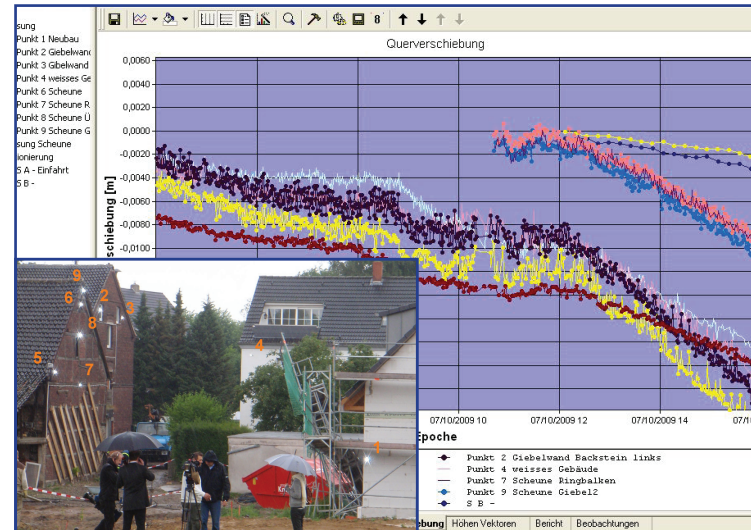 sung
Punkt 1 Neubau
Punkt 2 Giebelwand
Punkt 3 Gibelwand
Punkt 4 weisses Ge
Punkt 6 Scheune
Punkt 7 Scheune R
Punkt 8 Scheune Ü
Punkt 9 Scheune G
sung Scheune
ionierung
S A - Einfahrt
S B -
8
Querverschiebung
0,0060
0,0040
0,0020
0,0000
-0,0020
-0,0040
-0,0060
-0,0080
-0,0100
schiebung [m]
9
6
2
3
8
5
7
4
1
07/10/2009 10
07/10/2009 12
07/10/2009 14
07/1
Epoche
Punkt 2 Giebelwand Backstein links
Punkt 4 weisses Gebäude
Punkt 7 Scheune Ringbalken
Punkt 9 Scheune Giebel2
S B -
ebung
Höhen Vektoren
Bericht
Beobachtungen